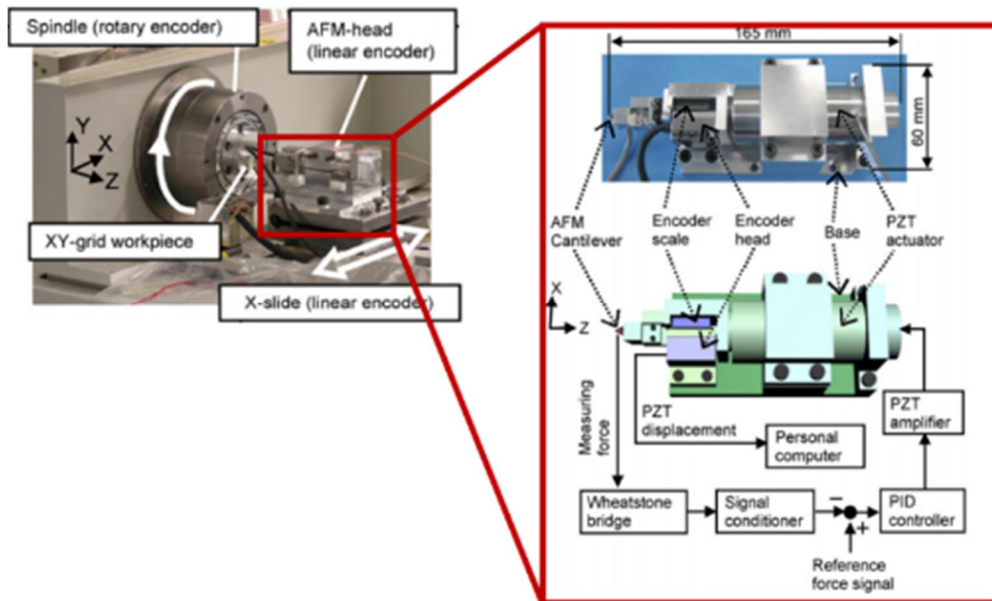 Spindle (rotary encoder)
AFM-head
(linear encoder)
Y
X
Z
XY-grid workpiece
X-slide (linear encoder)
165 mm
60 mm
AFM
Cantilever
Encoder
scale
Encoder
head
Base
PZT
actuator
X
Z
Measuring
force
PZT
displacement
Personal
computer
PZT
amplifier
Wheatstone
bridge
Signal
conditioner
−
+
PID
controller
Reference
force signal